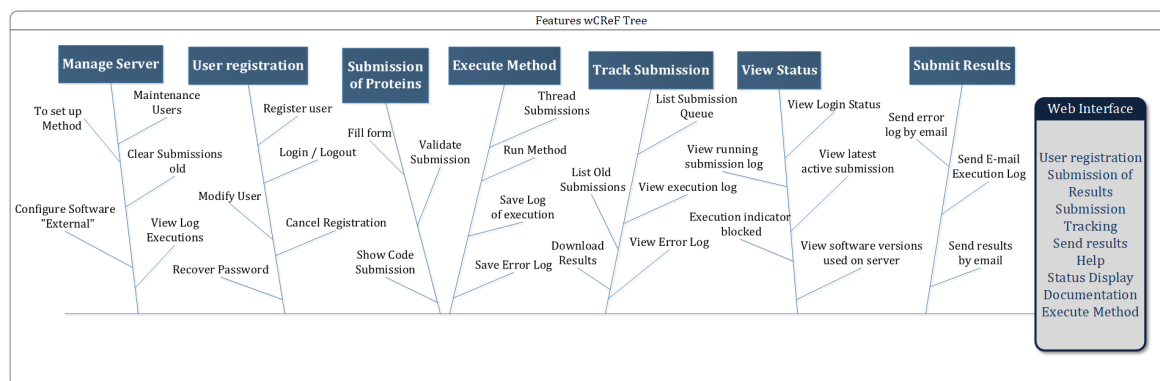 Features wCReF Tree
Manage Server
To set up
Method
Maintenance
Users
Clear Submissions
old
Configure Software
"External"
View Log
Executions
User registration
Register user
Login / Logout
Modify User
Cancel Registration
Recover Password
Submission
of Proteins
Fill form
Validate
Submission
Show Code
Submission
Execute Method
Thread
Submissions
Run Method
Save Log
of execution
Save Error Log
Track Submission
List Submission
Queue
List Old
Submissions
View execution log
Download
Results
View Error Log
View Status
View Login Status
View running
submission log
View latest
active submission
Execution indicator
blocked
View software versions
used on server
Submit Results
Send error
log by email
Send E-mail
Execution Log
Send results
by email
Web Interface
User registration
Submission of
Results
Submission
Tracking
Send results
Help
Status Display
Documentation
Execute Method